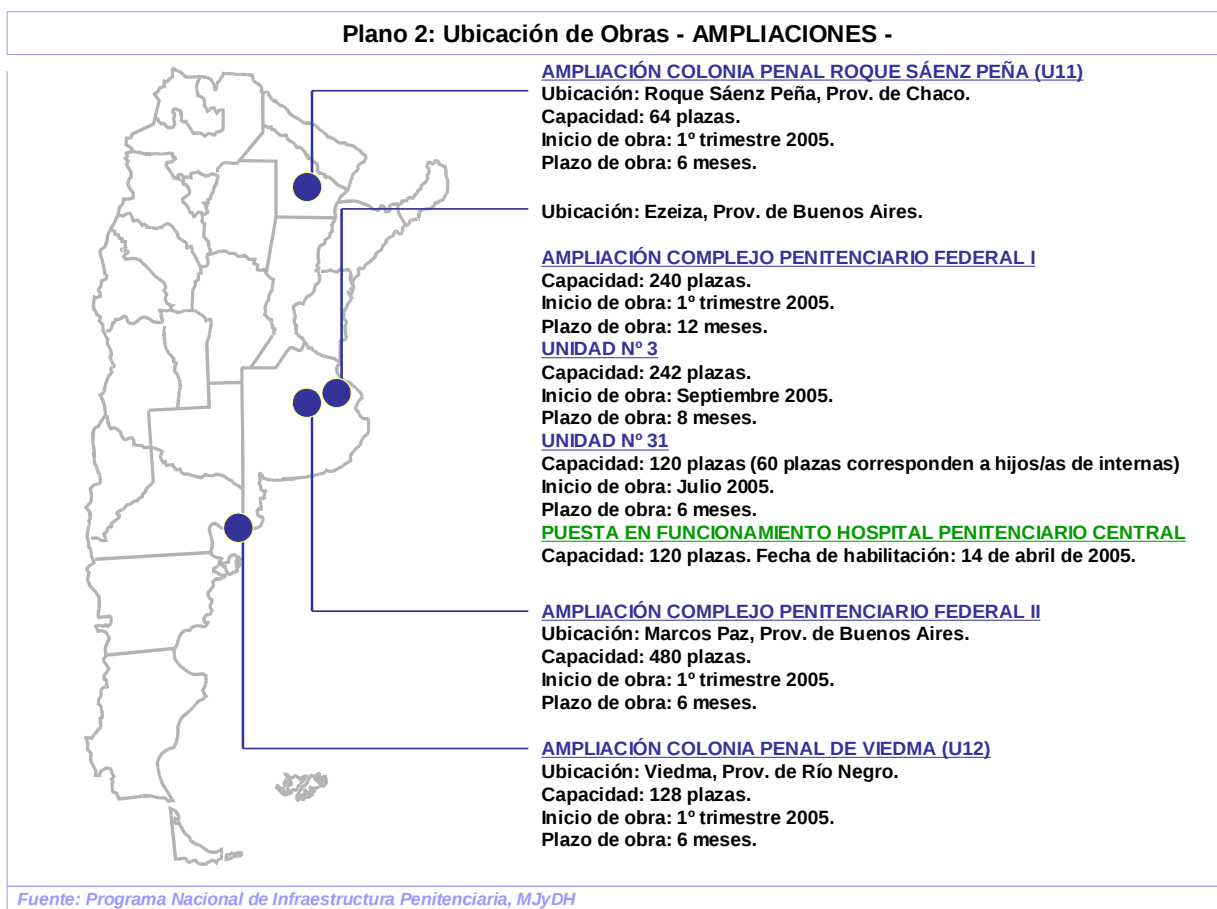 Plano 2: Ubicación de Obras - AMPLIACIONES -
AMPLIACIÓN COLONIA PENAL ROQUE SÁENZ PEÑA (U11)
Ubicación: Roque Sáenz Peña, Prov. de Chaco.
Capacidad: 64 plazas.
Inicio de obra: 1º trimestre 2005.
Plazo de obra: 6 meses.
Ubicación: Ezeiza, Prov. de Buenos Aires.
AMPLIACIÓN COMPLEJO PENITENCIARIO FEDERAL I
Capacidad: 240 plazas.
Inicio de obra: 1º trimestre 2005.
Plazo de obra: 12 meses.
UNIDAD Nº 3
Capacidad: 242 plazas.
Inicio de obra: Septiembre 2005.
Plazo de obra: 8 meses.
UNIDAD Nº 31
Capacidad: 120 plazas (60 plazas corresponden a hijos/as de internas)
Inicio de obra: Julio 2005.
Plazo de obra: 6 meses.
PUESTA EN FUNCIONAMIENTO HOSPITAL PENITENCIARIO CENTRAL
Capacidad: 120 plazas. Fecha de habilitación: 14 de abril de 2005.
AMPLIACIÓN COMPLEJO PENITENCIARIO FEDERAL II
Ubicación: Marcos Paz, Prov. de Buenos Aires.
Capacidad: 480 plazas.
Inicio de obra: 1º trimestre 2005.
Plazo de obra: 6 meses.
AMPLIACIÓN COLONIA PENAL DE VIEDMA (U12)
Ubicación: Viedma, Prov. de Río Negro.
Capacidad: 128 plazas.
Inicio de obra: 1º trimestre 2005.
Plazo de obra: 6 meses.
Fuente: Programa Nacional de Infraestructura Penitenciaria, MJyDH